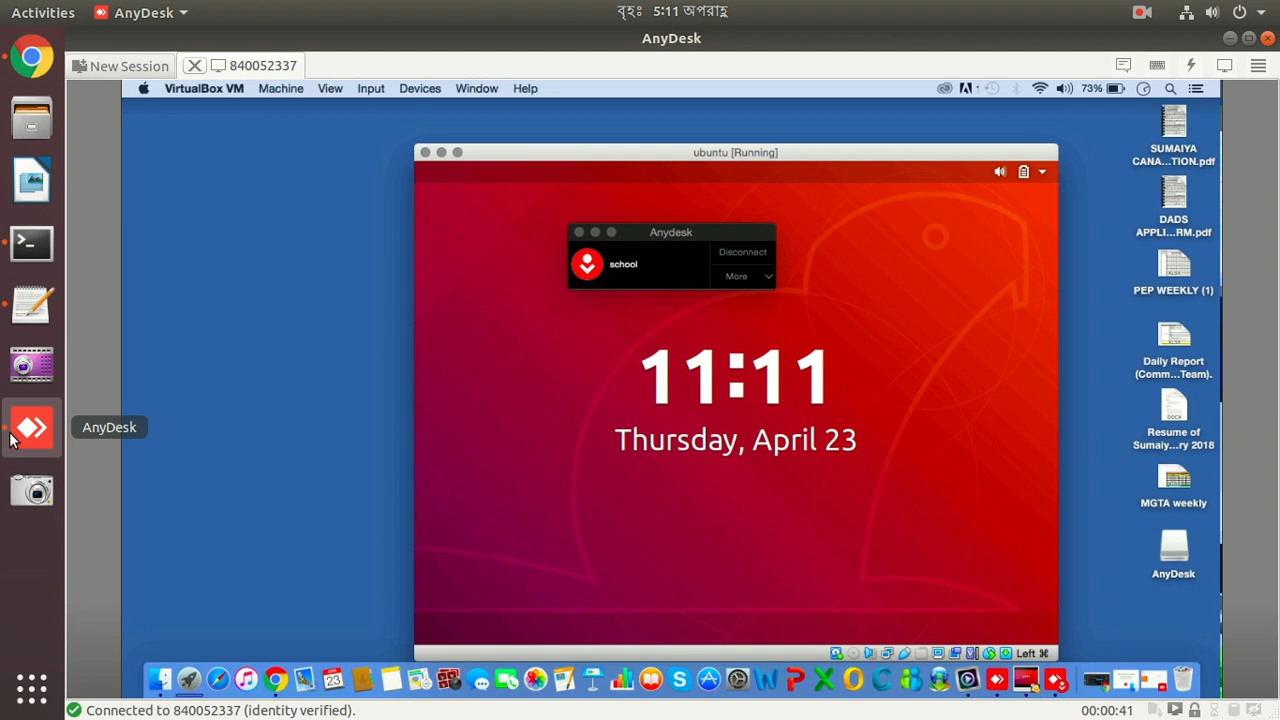 Activities AnyDesk বৃহঃ 5:11 অপরাহ্ণ
AnyDesk
New Session 840052337
VirtualBox VM Machine View Input Devices Window Help 73%
ubuntu [Running]
Anydesk
school
Disconnect
More
11:11
Thursday, April 23
SUMAIYA
CANA...TION.pdf
DADS
APPLI...RM.pdf
PEP WEEKLY (1)
Daily Report
(Comm...Team).
Resume of
Sumaiy...ry 2018
MGTA weekly
AnyDesk
AnyDesk
Left ⌘
Connected to 840052337 (identity verified). 00:00:41